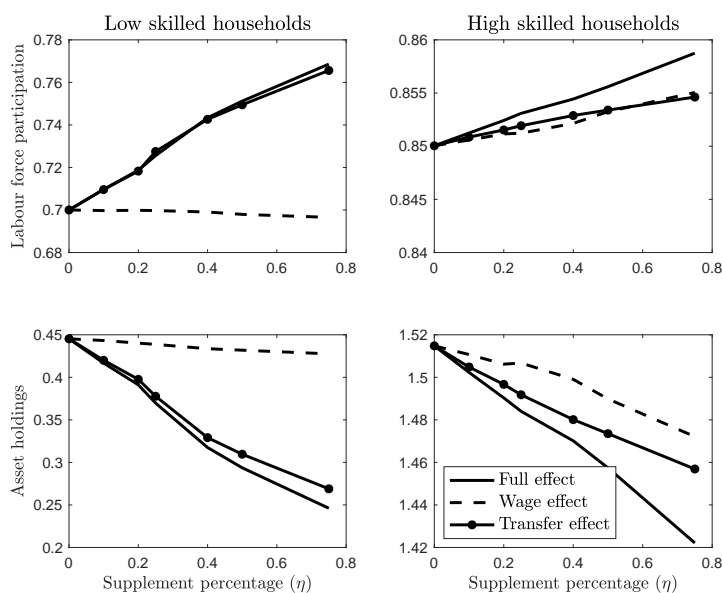 Low skilled households
High skilled households
Labour force participation
0.78
0.76
0.74
0.72
0.7
0.68
0 0.2 0.4 0.6 0.8
0.86
0.855
0.85
0.845
0.84
0 0.2 0.4 0.6 0.8
Asset holdings
0.45
0.4
0.35
0.3
0.25
0.2
0 0.2 0.4 0.6 0.8
Supplement percentage (η)
1.52
1.5
1.48
1.46
1.44
1.42
Full effect
Wage effect
Transfer effect
0 0.2 0.4 0.6 0.8
Supplement percentage (η)